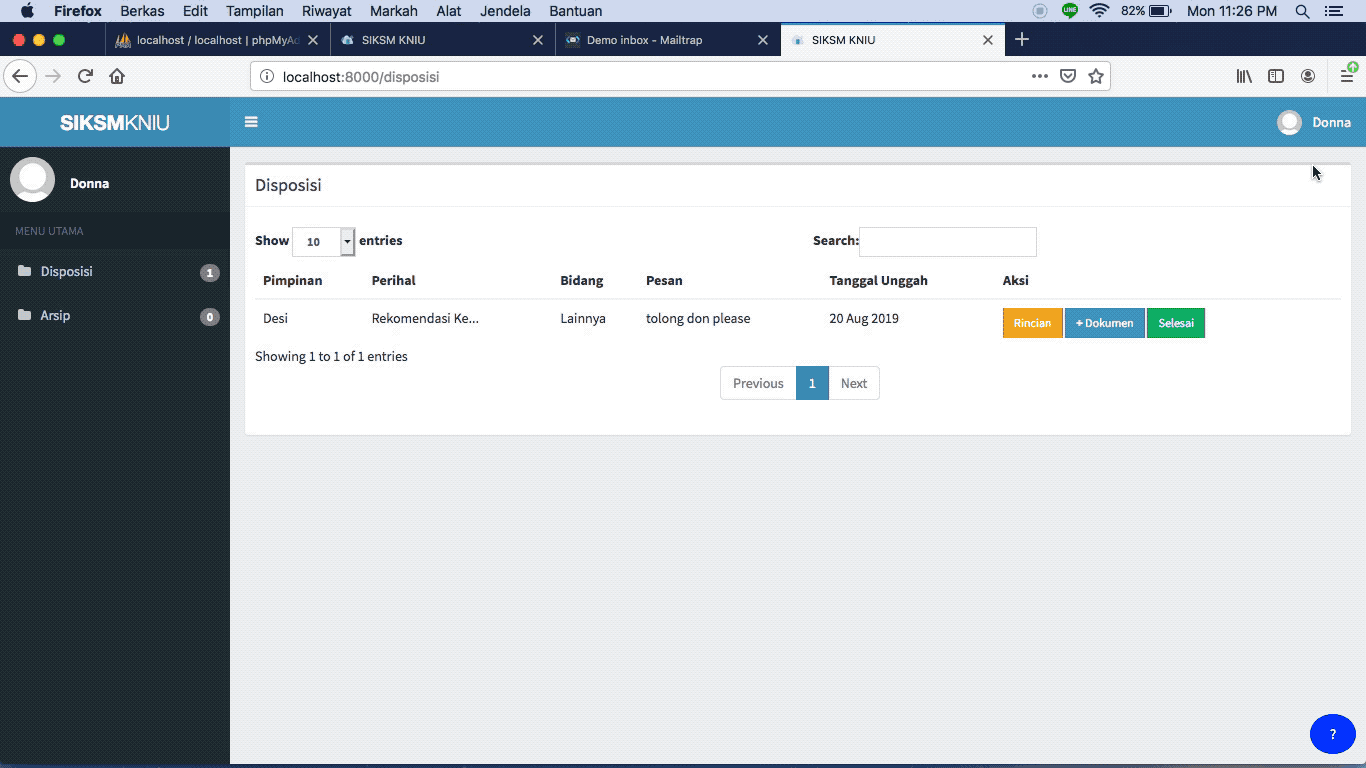 Firefox Berkas Edit Tampilan Riwayat Markah Alat Jendela Bantuan LINE 82% Mon 11:26 PM
localhost / localhost | phpMyAd SIKSM KNIU Demo inbox - Mailtrap SIKSM KNIU
localhost:8000/disposisi
SIKSMKNIU Donna
Donna
MENU UTAMA
Disposisi 1
Arsip 0
Disposisi
Show 10 entries Search:
Pimpinan Perihal Bidang Pesan Tanggal Unggah Aksi
Desi Rekomendasi Ke... Lainnya tolong don please 20 Aug 2019 Rincian + Dokumen Selesai
Showing 1 to 1 of 1 entries
Previous 1 Next
?